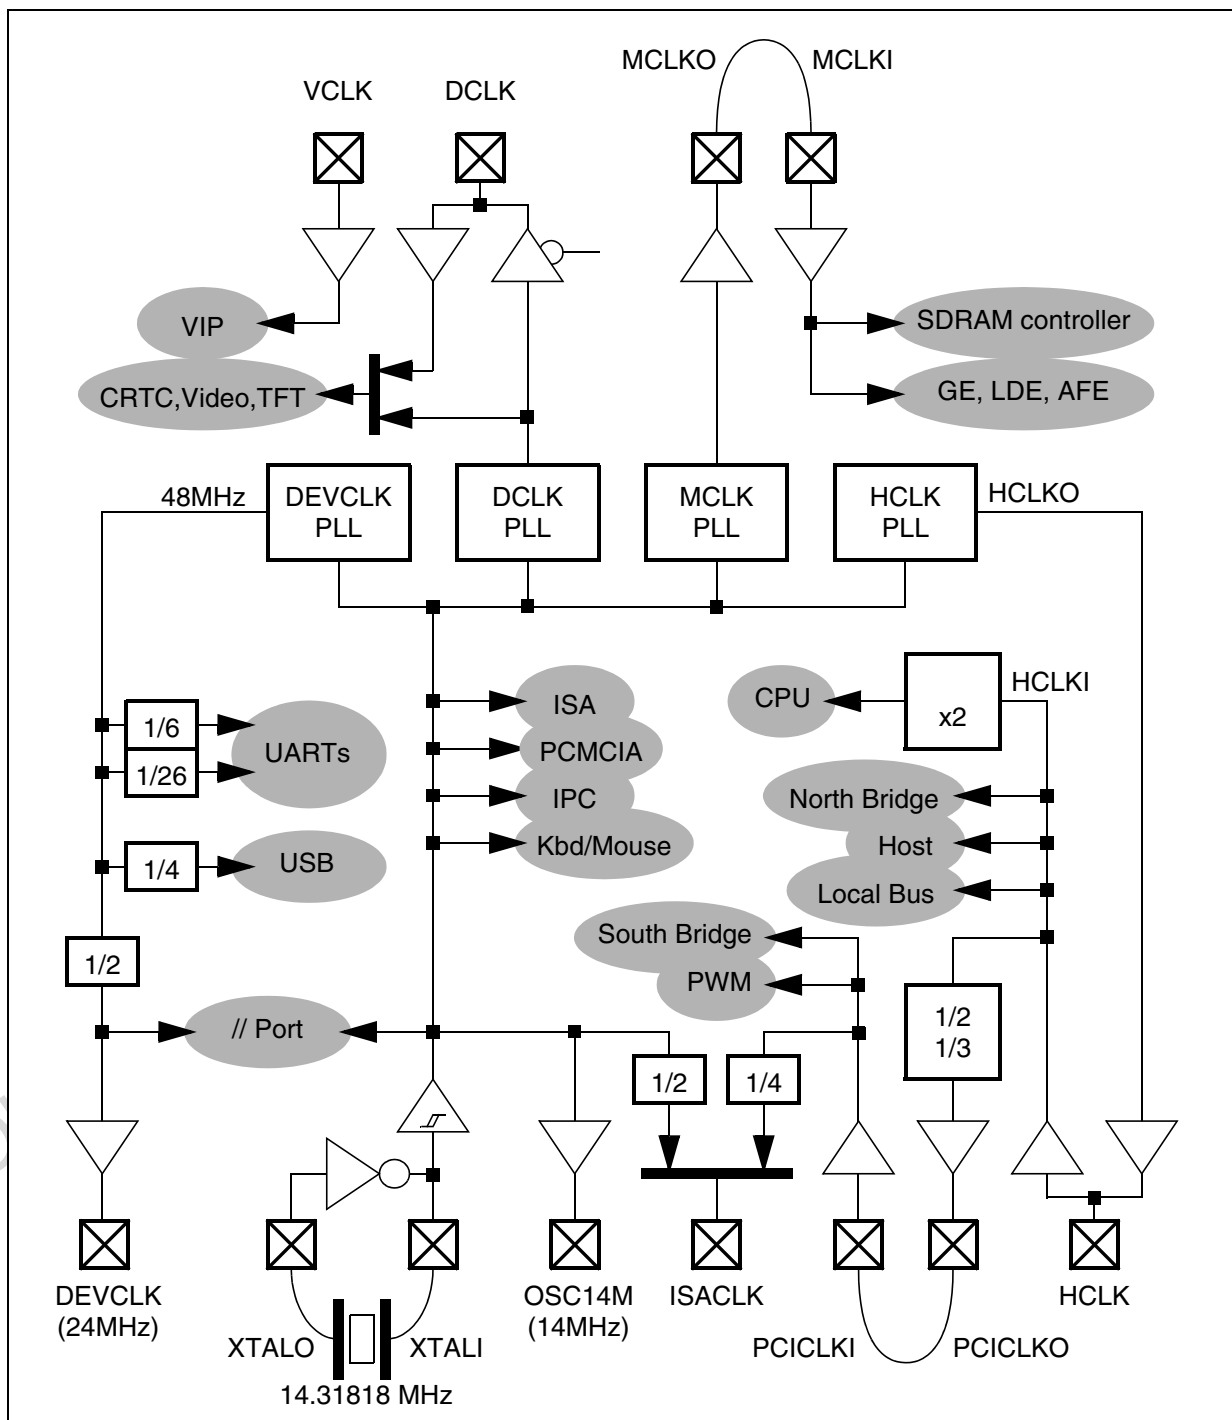 MCLKO
MCLKI
VCLK
DCLK
VIP
SDRAM controller
CRTC,Video,TFT
GE, LDE, AFE
48MHz
DEVCLK
PLL
DCLK
PLL
MCLK
PLL
HCLK
PLL
HCLKO
ISA
CPU
x2
HCLKI
1/6
UARTs
PCMCIA
1/26
IPC
North Bridge
Kbd/Mouse
Host
1/4
USB
Local Bus
South Bridge
1/2
PWM
// Port
1/2
1/3
1/2
1/4
DEVCLK
(24MHz)
OSC14M
(14MHz)
ISACLK
HCLK
XTALO
XTALI
PCICLKI
PCICLKO
14.31818 MHz